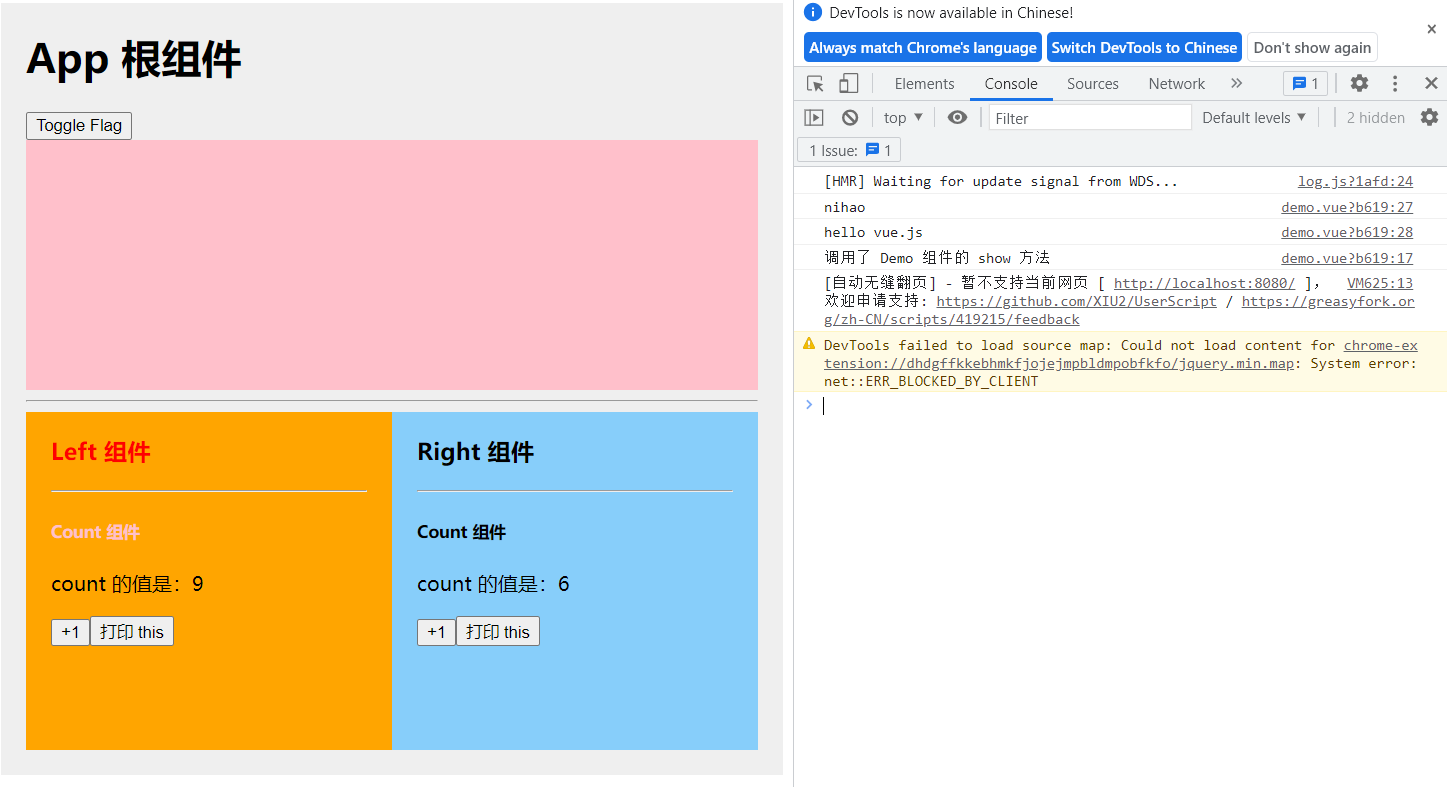 App 根组件
Toggle Flag
Left 组件
Count 组件
count 的值是：9
+1 打印 this
Right 组件
Count 组件
count 的值是：6
+1 打印 this
DevTools is now available in Chinese!
Always match Chrome's language Switch DevTools to Chinese Don't show again
Elements Console Sources Network 1
top Filter Default levels 2 hidden
1 Issue: 1
[HMR] Waiting for update signal from WDS... log.js?1afd:24
nihao demo.vue?b619:27
hello vue.js demo.vue?b619:28
调用了 Demo 组件的 show 方法 demo.vue?b619:17
[自动无缝翻页] - 暂不支持当前网页 [ http://localhost:8080/ ]， VM625:13
欢迎申请支持: https://github.com/XIU2/UserScript / https://greasyfork.or
g/zh-CN/scripts/419215/feedback
DevTools failed to load source map: Could not load content for chrome-ex
tension://dhdgffkkebhmkfjojejmpbldmpobfkfo/jquery.min.map: System error:
net::ERR_BLOCKED_BY_CLIENT